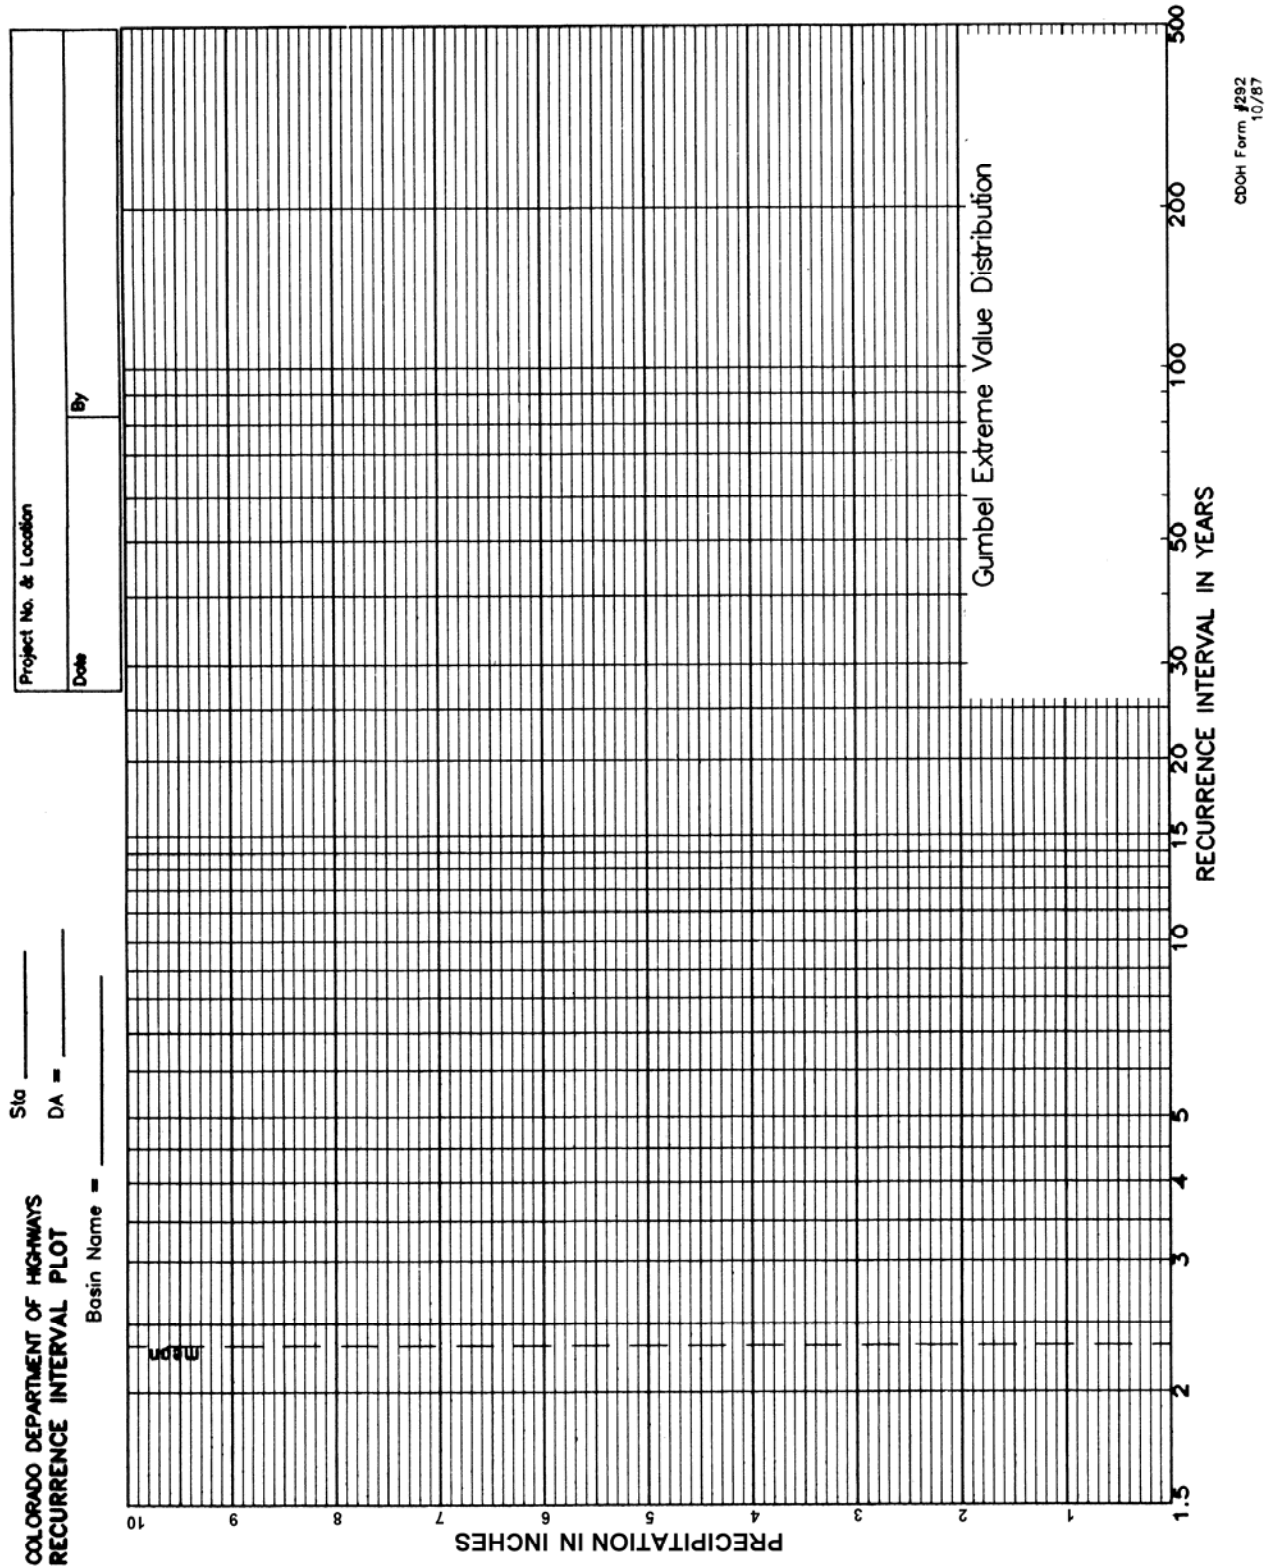 COLORADO DEPARTMENT OF HIGHWAYS
RECURRENCE INTERVAL PLOT
Sta
DA =
Basin Name =
Project No. & Location
Date
By
10
9
8
7
6
5
4
3
2
1
PRECIPITATION IN INCHES
mean
Gumbel Extreme Value Distribution
1.5
2
3
4
5
10
15
20
30
50
100
200
500
RECURRENCE INTERVAL IN YEARS
CDOH Form #292
10/87